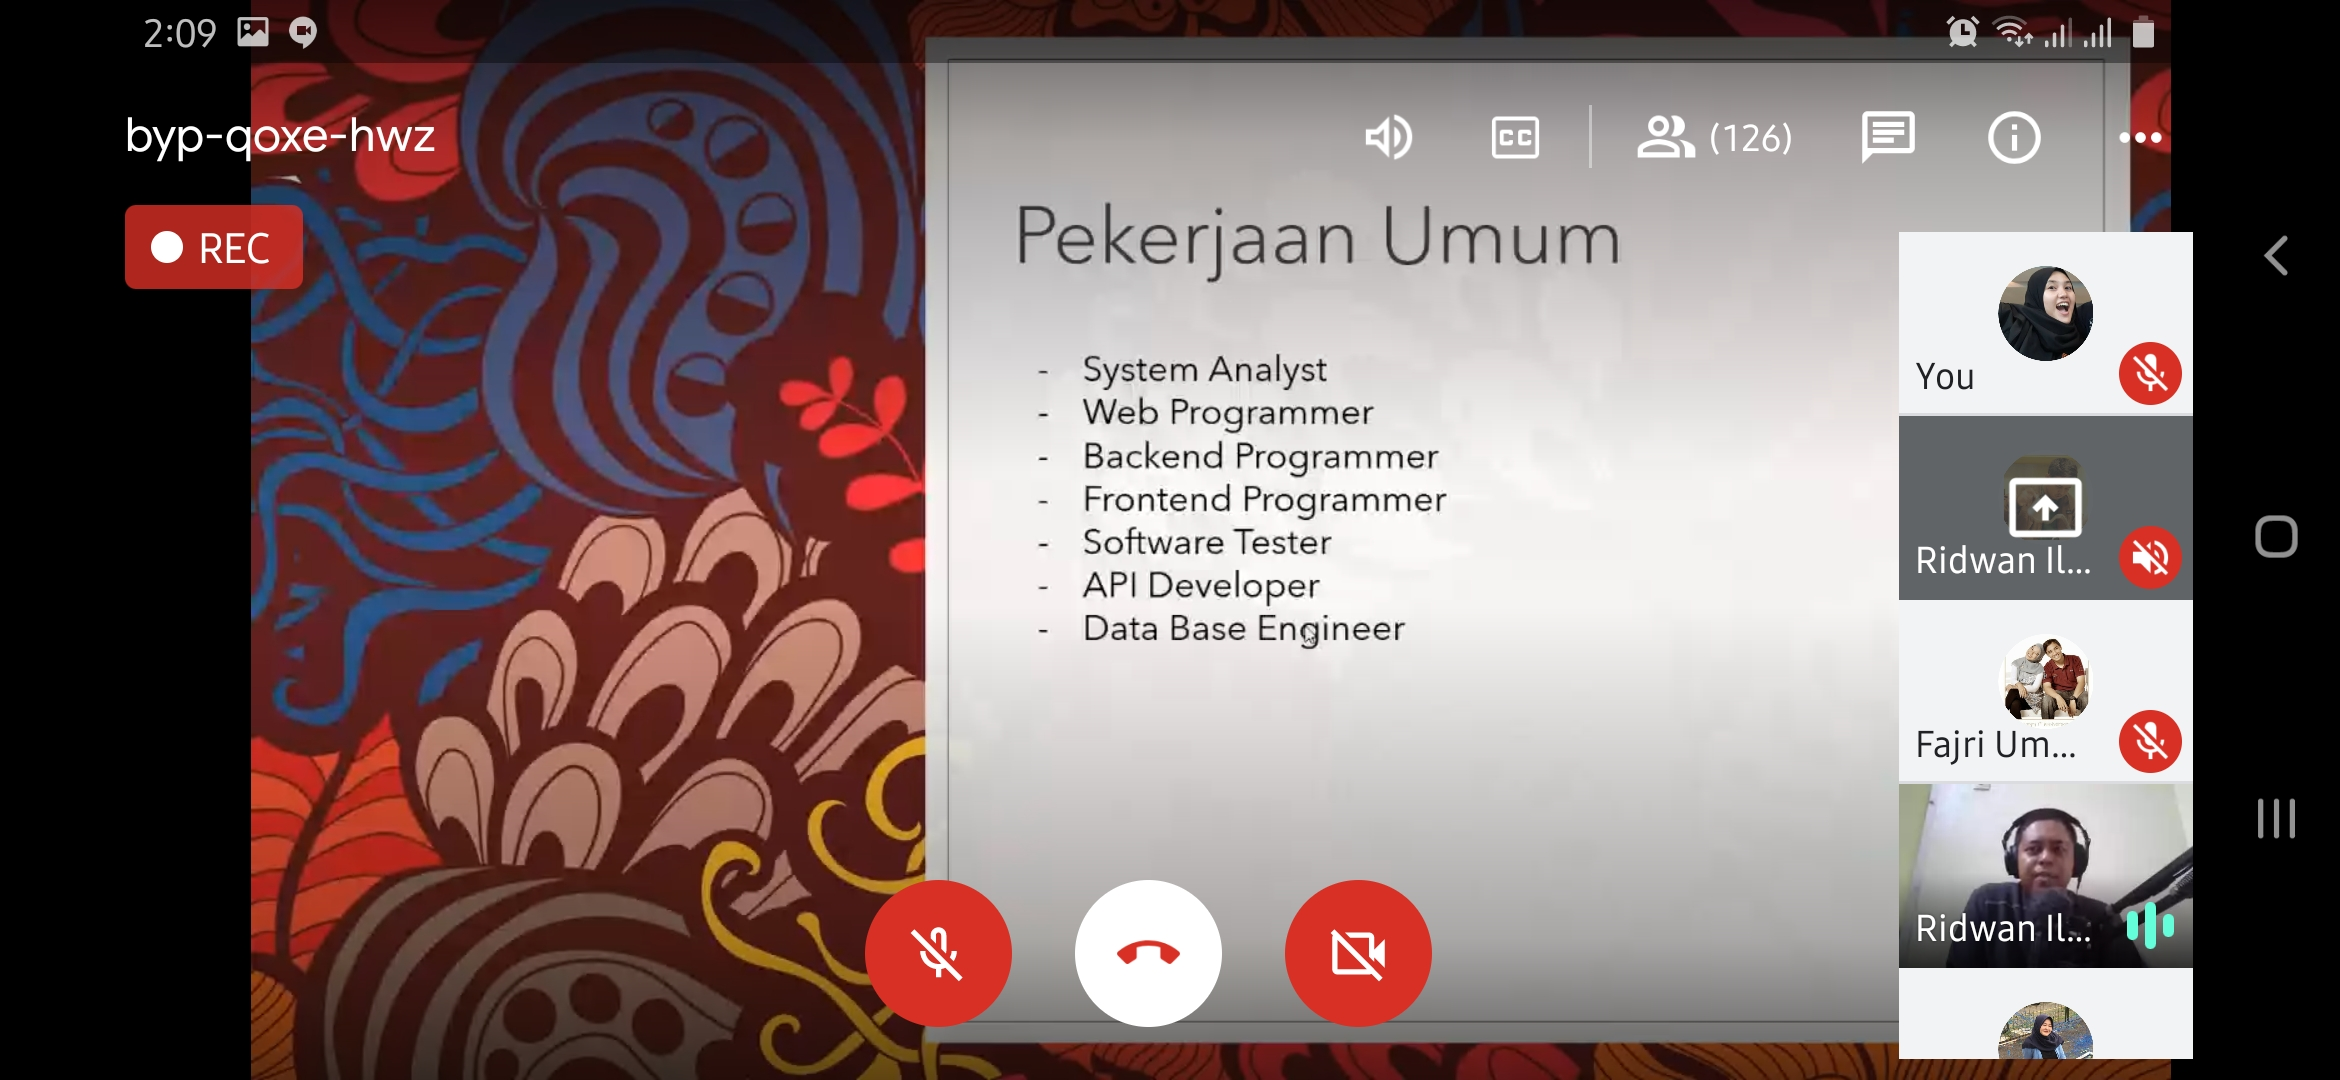 2:09
byp-qoxe-hwz
CC
(126)
REC
Pekerjaan Umum
- System Analyst
- Web Programmer
- Backend Programmer
- Frontend Programmer
- Software Tester
- API Developer
- Data Base Engineer
You
Ridwan Il...
Fajri Um...
Ridwan Il...